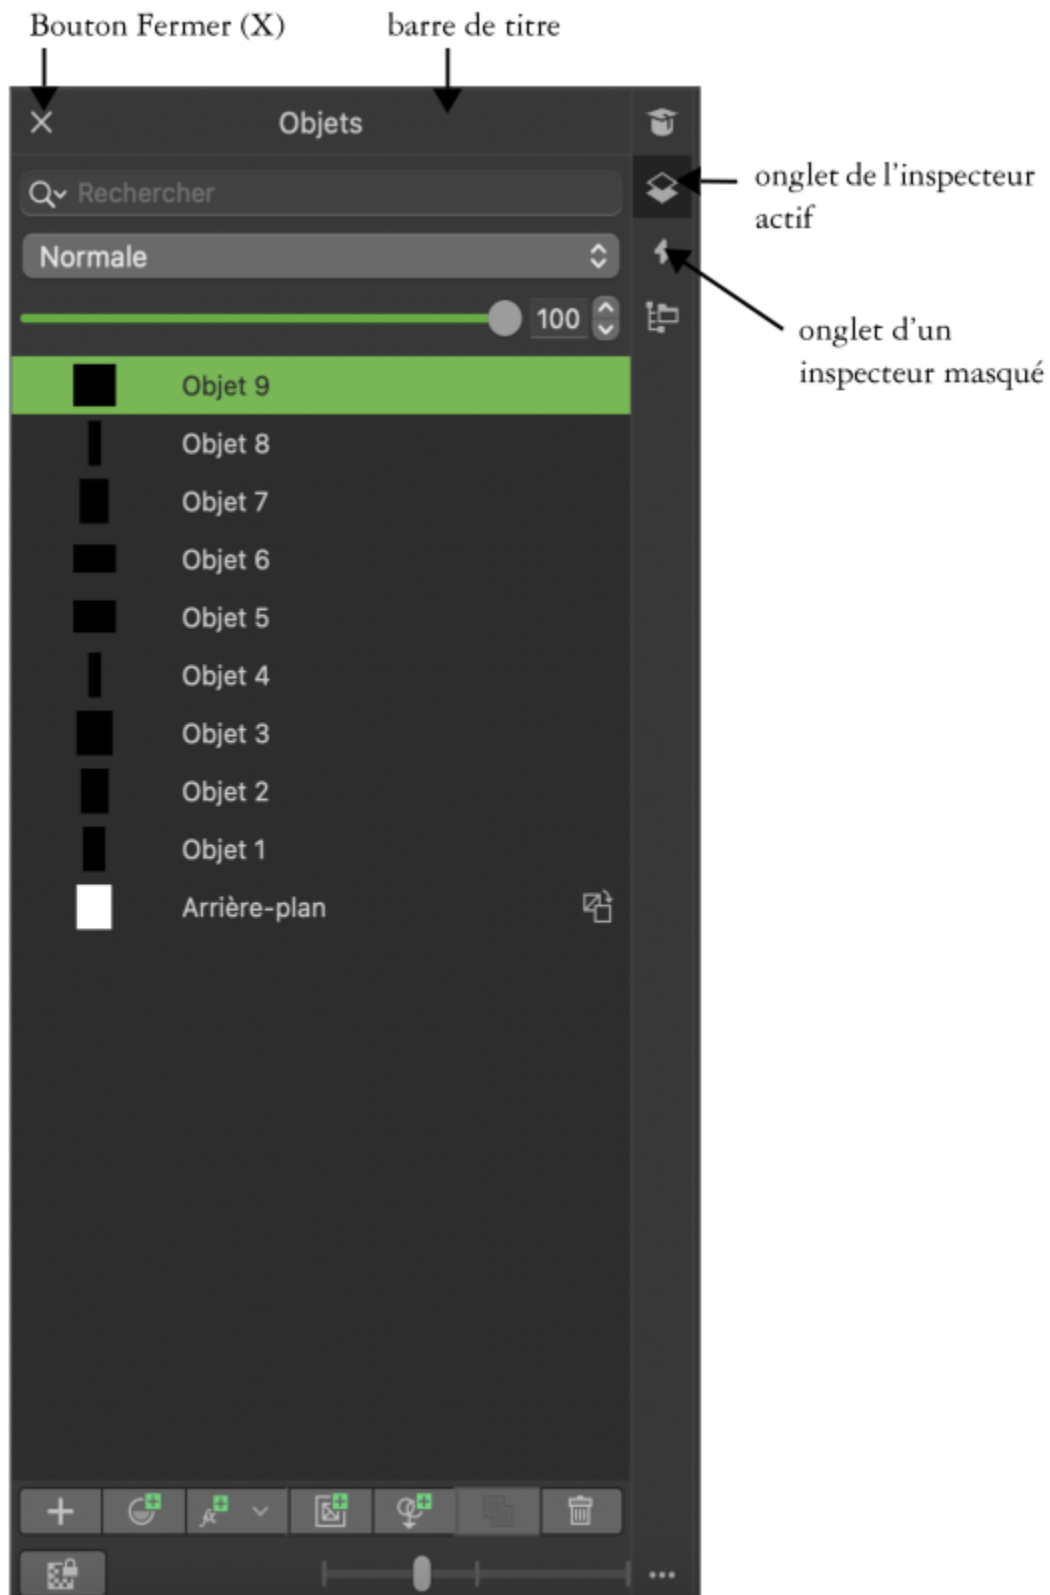 Bouton Fermer (X)
barre de titre
Objets
Rechercher
onglet de l’inspecteur
actif
Normale
100
onglet d’un
inspecteur masqué
Objet 9
Objet 8
Objet 7
Objet 6
Objet 5
Objet 4
Objet 3
Objet 2
Objet 1
Arrière-plan
fx